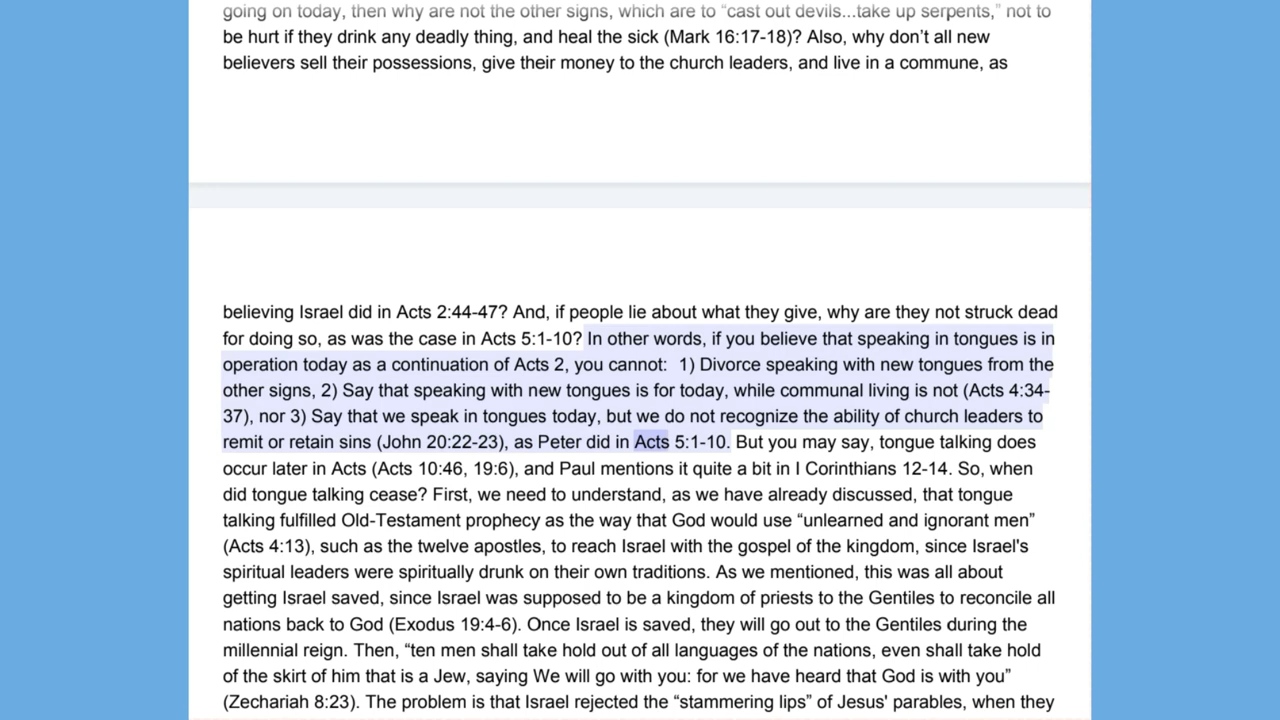 going on today, then why are not the other signs, which are to “cast out devils...take up serpents,” not to
be hurt if they drink any deadly thing, and heal the sick (Mark 16:17-18)? Also, why don’t all new
believers sell their possessions, give their money to the church leaders, and live in a commune, as
believing Israel did in Acts 2:44-47? And, if people lie about what they give, why are they not struck dead
for doing so, as was the case in Acts 5:1-10? In other words, if you believe that speaking in tongues is in
operation today as a continuation of Acts 2, you cannot:  1) Divorce speaking with new tongues from the
other signs, 2) Say that speaking with new tongues is for today, while communal living is not (Acts 4:34-
37), nor 3) Say that we speak in tongues today, but we do not recognize the ability of church leaders to
remit or retain sins (John 20:22-23), as Peter did in Acts 5:1-10. But you may say, tongue talking does
occur later in Acts (Acts 10:46, 19:6), and Paul mentions it quite a bit in I Corinthians 12-14. So, when
did tongue talking cease? First, we need to understand, as we have already discussed, that tongue
talking fulfilled Old-Testament prophecy as the way that God would use “unlearned and ignorant men”
(Acts 4:13), such as the twelve apostles, to reach Israel with the gospel of the kingdom, since Israel's
spiritual leaders were spiritually drunk on their own traditions. As we mentioned, this was all about
getting Israel saved, since Israel was supposed to be a kingdom of priests to the Gentiles to reconcile all
nations back to God (Exodus 19:4-6). Once Israel is saved, they will go out to the Gentiles during the
millennial reign. Then, “ten men shall take hold out of all languages of the nations, even shall take hold
of the skirt of him that is a Jew, saying We will go with you: for we have heard that God is with you”
(Zechariah 8:23). The problem is that Israel rejected the “stammering lips” of Jesus' parables, when they